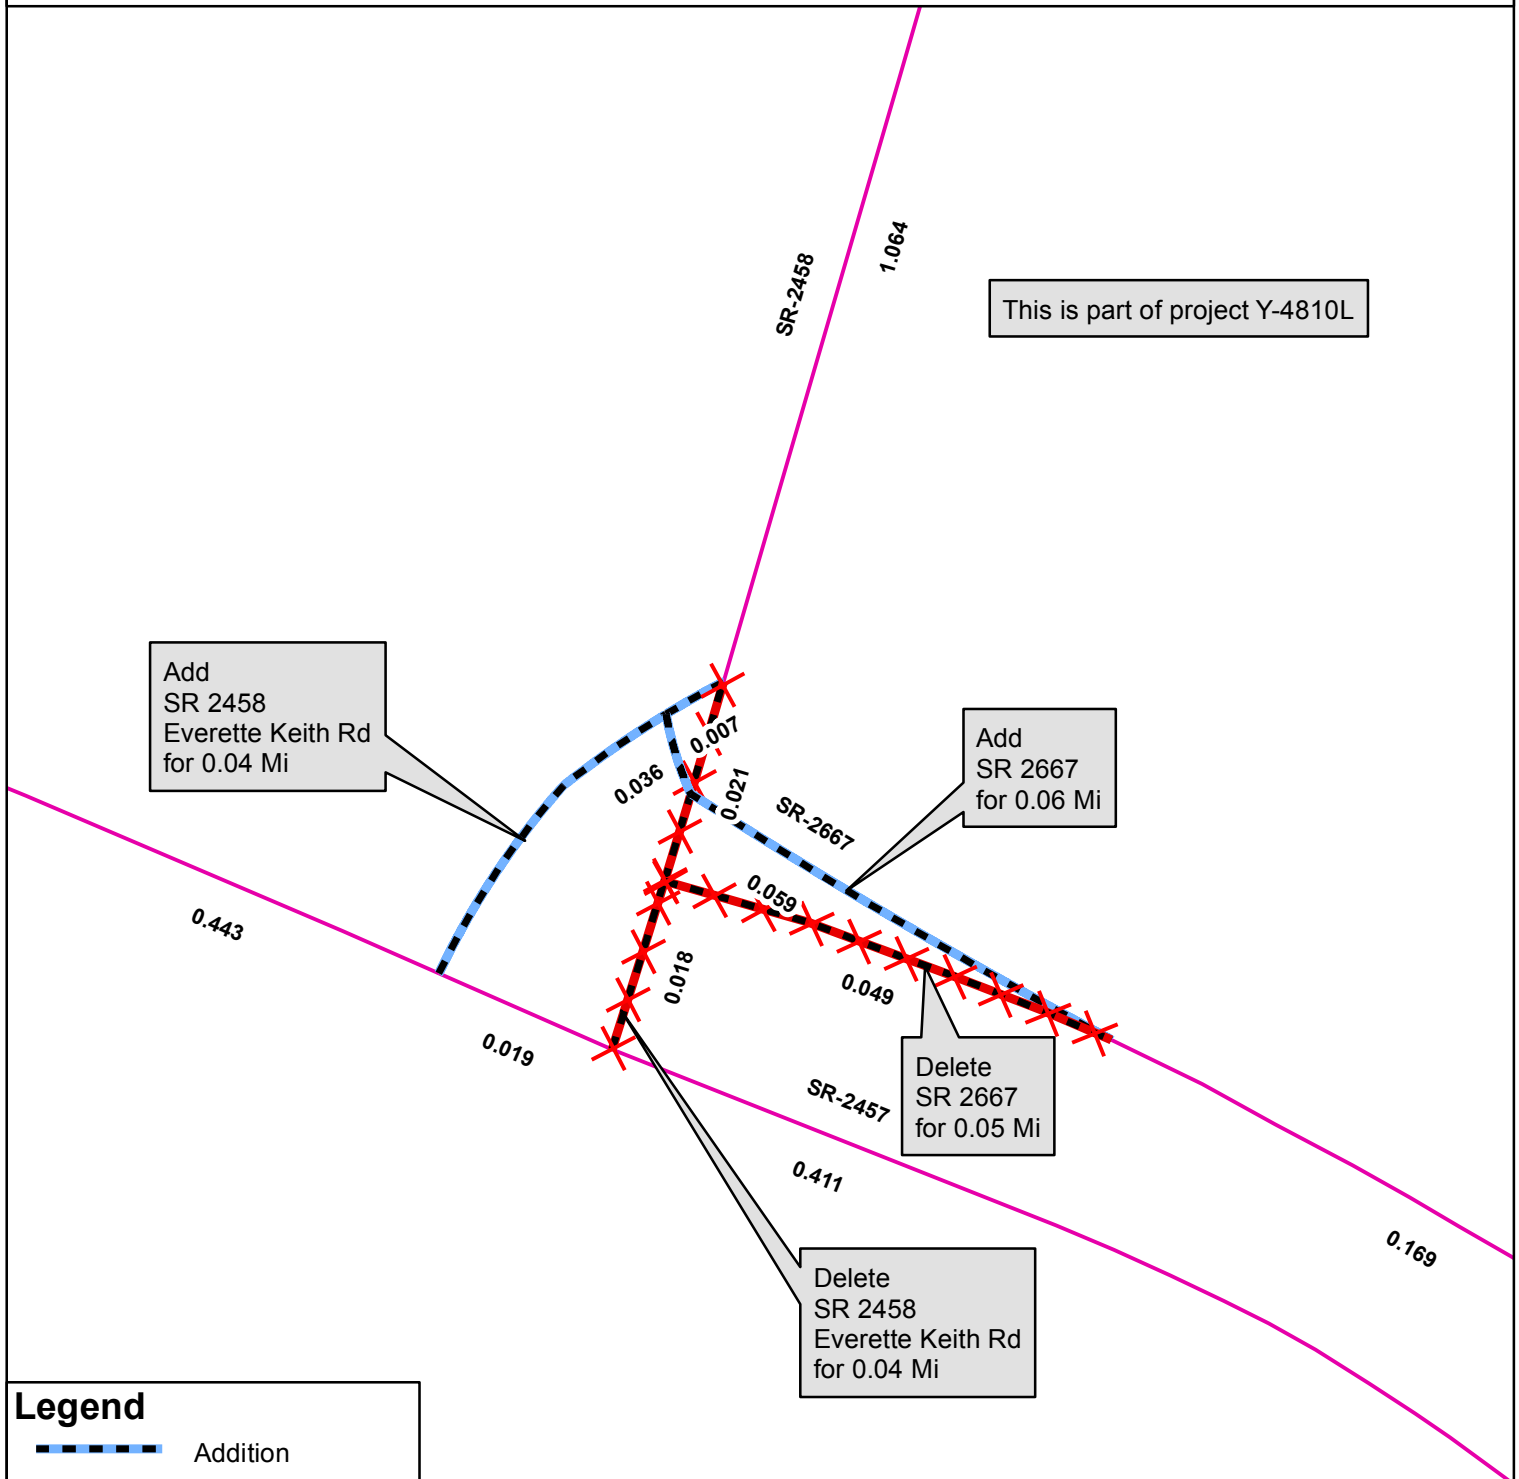 SR-2458
1.064
This is part of project Y-4810L
Add
SR 2458
Everette Keith Rd
for 0.04 Mi
0.007
0.036
0.021
SR-2667
Add
SR 2667
for 0.06 Mi
0.059
0.443
0.018
0.049
0.019
SR-2457
Delete
SR 2667
for 0.05 Mi
0.411
0.169
Delete
SR 2458
Everette Keith Rd
for 0.04 Mi
Legend
Addition